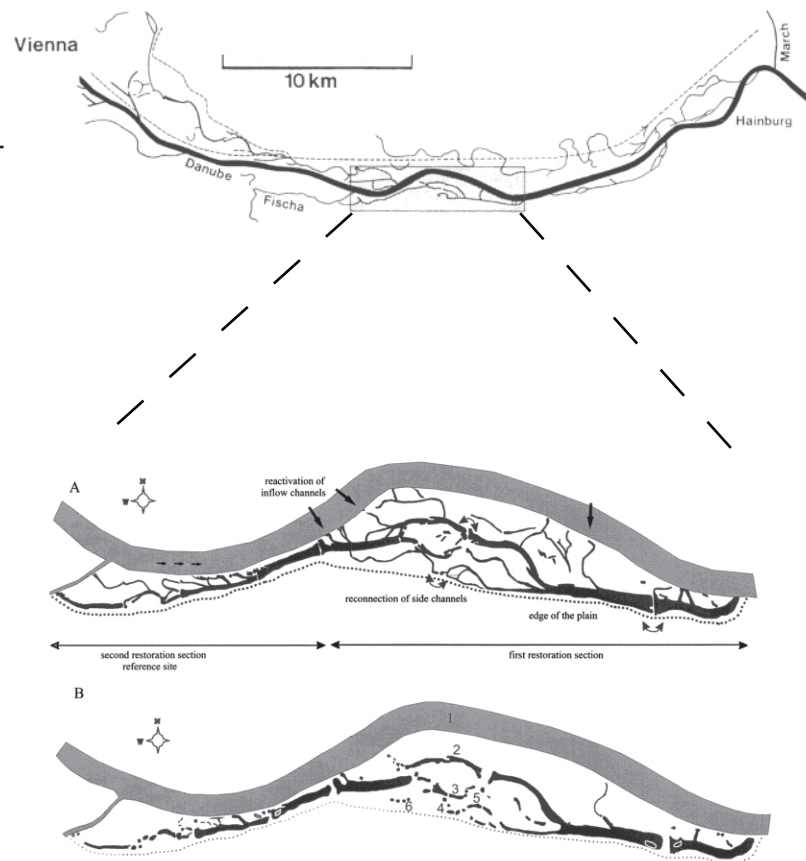 Vienna
10 km
March
Hainburg
Danube
Fischa
A
N
W
reactivation of
inflow channels
reconnection of side channels
edge of the plain
second restoration section
reference site
first restoration section
B
N
W
1
2
3
5
4
6